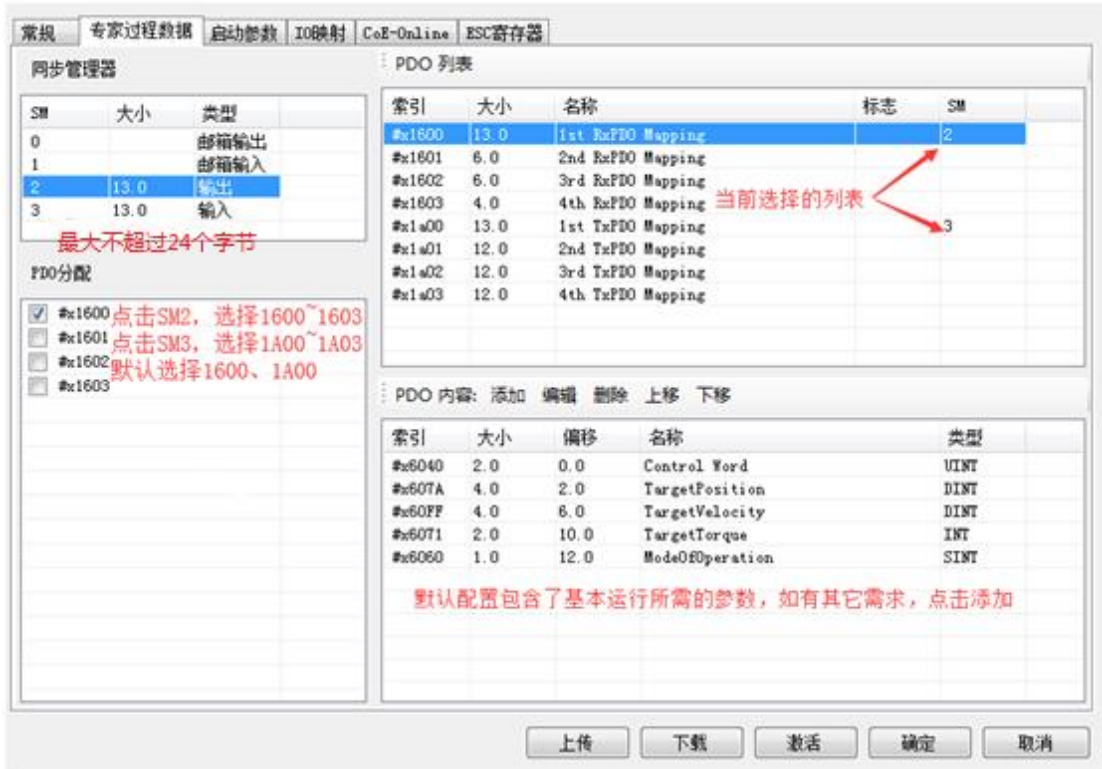 常规 专家过程数据 启动参数 IO映射 CoE-Online ESC寄存器
同步管理器
SM 大小 类型
0 邮箱输出
1 邮箱输入
2 13.0 输出
3 13.0 输入
最大不超过24个字节
PDO分配
#x1600
#x1601
#x1602
#x1603
点击SM2，选择1600~1603
点击SM3，选择1A00~1A03
默认选择1600、1A00
PDO 列表
索引 大小 名称 标志 SM
#x1600 13.0 1st RxPDO Mapping 2
#x1601 6.0 2nd RxPDO Mapping
#x1602 6.0 3rd RxPDO Mapping
#x1603 4.0 4th RxPDO Mapping
#x1a00 13.0 1st TxPDO Mapping 3
#x1a01 12.0 2nd TxPDO Mapping
#x1a02 12.0 3rd TxPDO Mapping
#x1a03 12.0 4th TxPDO Mapping
当前选择的列表
PDO 内容: 添加 编辑 删除 上移 下移
索引 大小 偏移 名称 类型
#x6040 2.0 0.0 Control Word UINT
#x607A 4.0 2.0 TargetPosition DINT
#x60FF 4.0 6.0 TargetVelocity DINT
#x6071 2.0 10.0 TargetTorque INT
#x6060 1.0 12.0 ModeOfOperation SINT
默认配置包含了基本运行所需的参数，如有其它需求，点击添加
上传 下载 激活 确定 取消